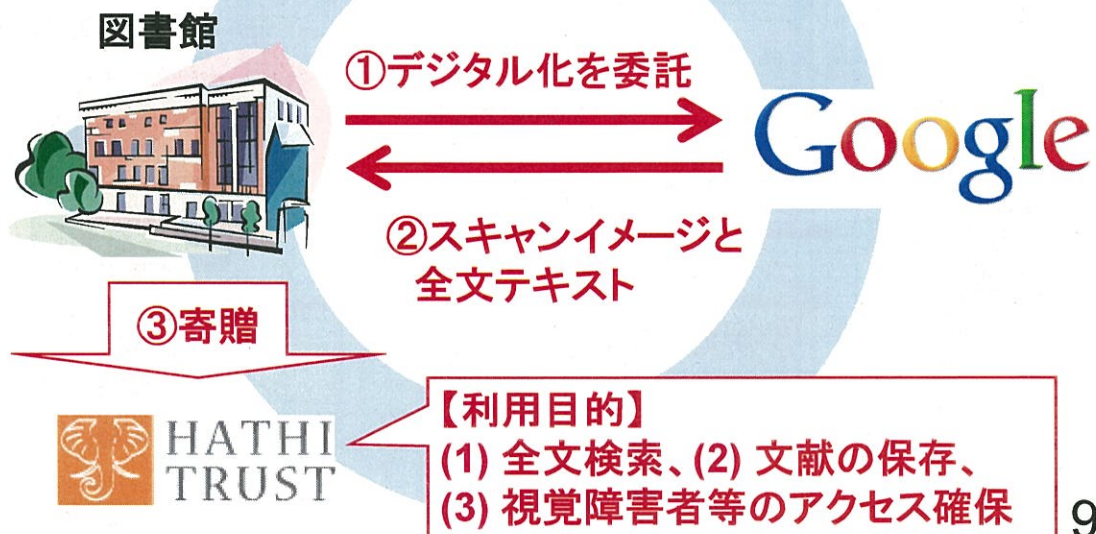 図書館
①デジタル化を委託
Google
②スキャンイメージと
全文テキスト
③寄贈
HATHI
TRUST
【利用目的】
(1) 全文検索、(2) 文献の保存、
(3) 視覚障害者等のアクセス確保
9